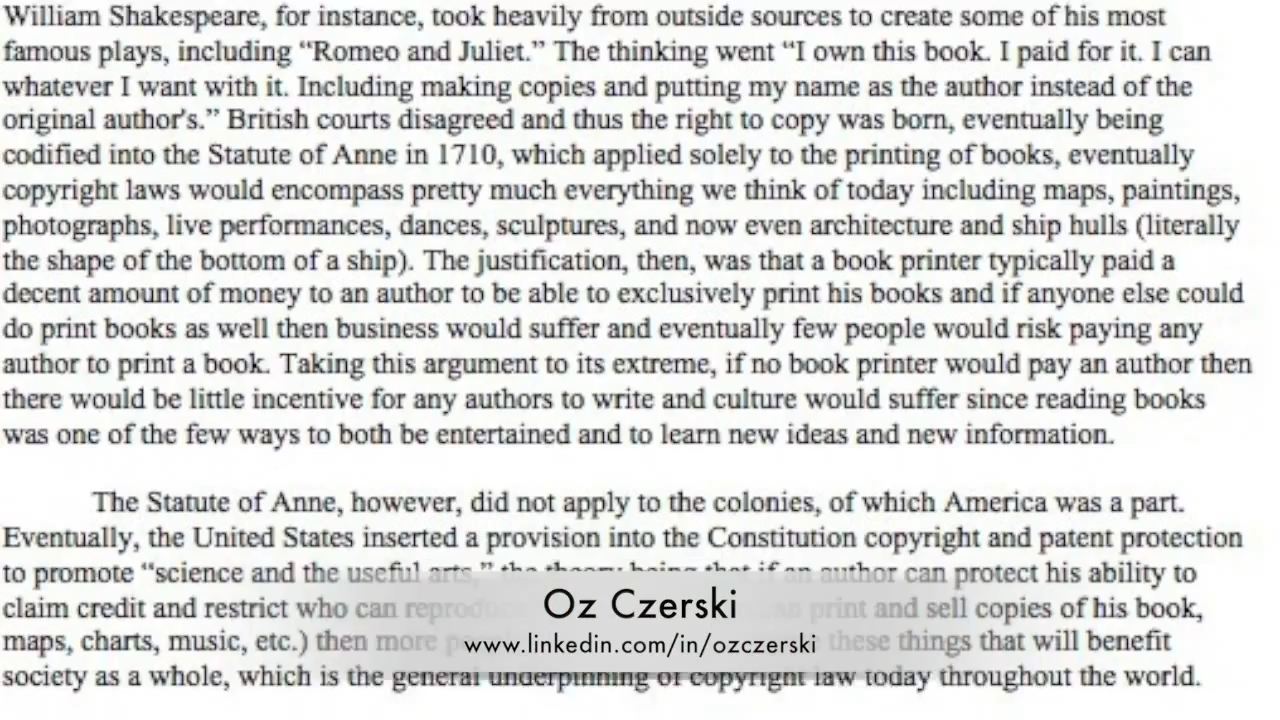 William Shakespeare, for instance, took heavily from outside sources to create some of his most
famous plays, including “Romeo and Juliet.” The thinking went “I own this book. I paid for it. I can
whatever I want with it. Including making copies and putting my name as the author instead of the
original author's.” British courts disagreed and thus the right to copy was born, eventually being
codified into the Statute of Anne in 1710, which applied solely to the printing of books, eventually
copyright laws would encompass pretty much everything we think of today including maps, paintings,
photographs, live performances, dances, sculptures, and now even architecture and ship hulls (literally
the shape of the bottom of a ship). The justification, then, was that a book printer typically paid a
decent amount of money to an author to be able to exclusively print his books and if anyone else could
do print books as well then business would suffer and eventually few people would risk paying any
author to print a book. Taking this argument to its extreme, if no book printer would pay an author then
there would be little incentive for any authors to write and culture would suffer since reading books
was one of the few ways to both be entertained and to learn new ideas and new information.
The Statute of Anne, however, did not apply to the colonies, of which America was a part.
Eventually, the United States inserted a provision into the Constitution copyright and patent protection
to promote “science and the useful arts,” the theory being that if an author can protect his ability to
claim credit and restrict who can print and sell copies of his book,
maps, charts, music, etc.) then more these things that will benefit
society as a whole, which is the general underpinning of copyright law today throughout the world.
Oz Czerski
www.linkedin.com/in/ozczerski